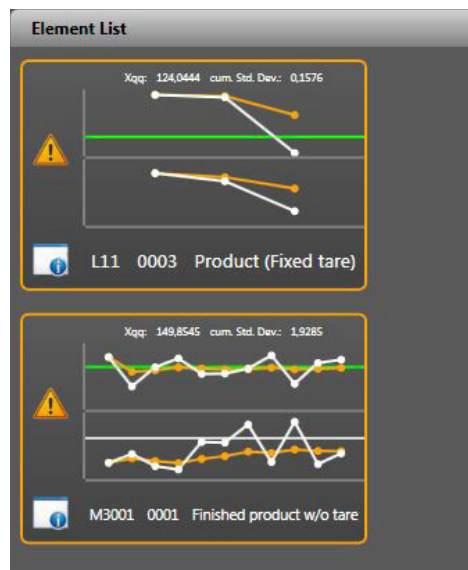 Element List
Xqq: 124,0444 cum. Std. Dev.: 0,1576
L11 0003 Product (Fixed tare)
Xqq: 149,8545 cum. Std. Dev.: 1,9285
M3001 0001 Finished product w/o tare